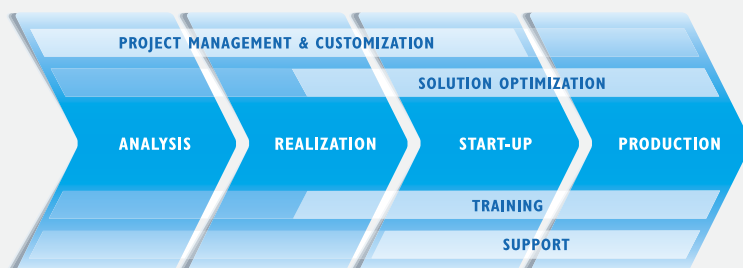 PROJECT MANAGEMENT & CUSTOMIZATION
SOLUTION OPTIMIZATION
ANALYSIS REALIZATION START-UP PRODUCTION
TRAINING
SUPPORT